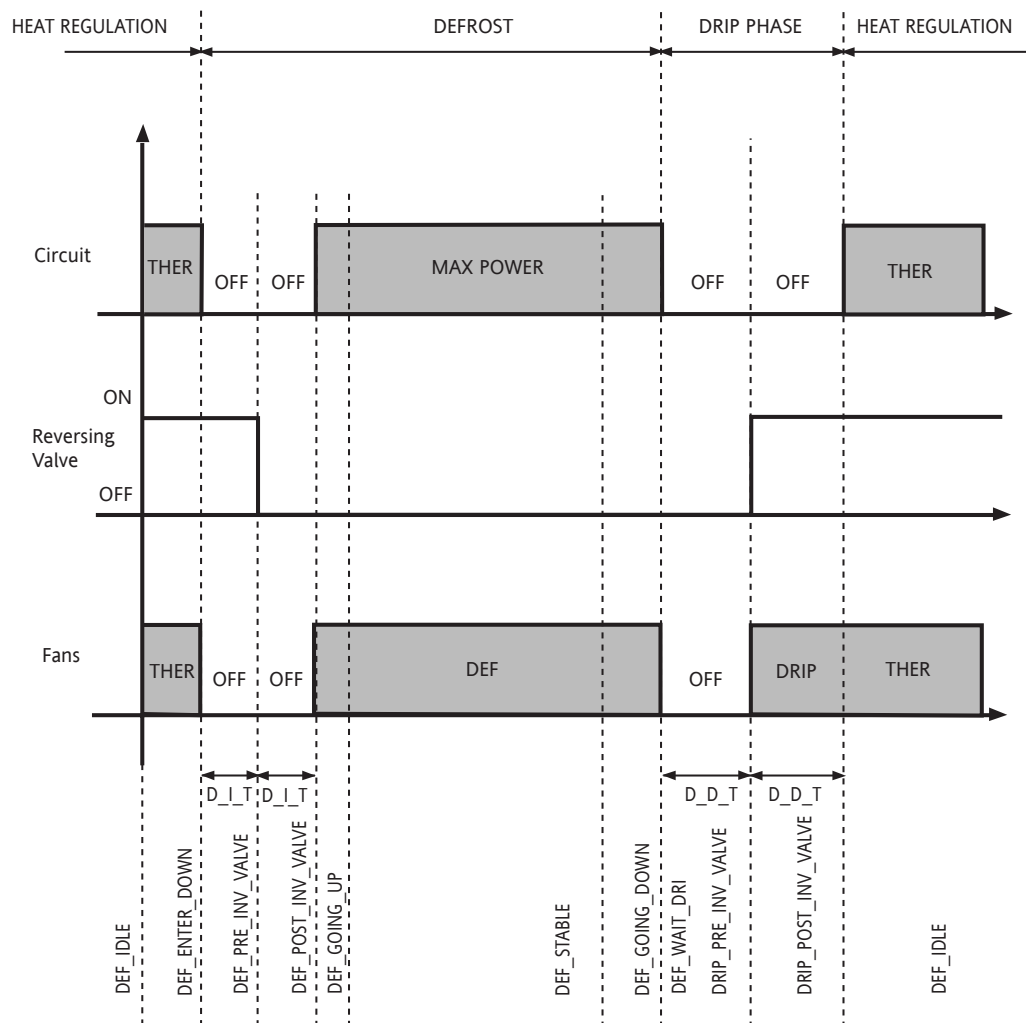 HEAT REGULATION
DEFROST
DRIP PHASE
HEAT REGULATION
Circuit
THER
OFF
OFF
MAX POWER
OFF
OFF
THER
ON
Reversing
Valve
OFF
Fans
THER
OFF
OFF
DEF
OFF
DRIP
THER
D_I_T
D_I_T
D_D_T
D_D_T
DEF_IDLE
DEF_ENTER_DOWN
DEF_PRE_INV_VALVE
DEF_POST_INV_VALVE
DEF_GOING_UP
DEF_STABLE
DEF_GOING_DOWN
DEF_WAIT_DRI
DRIP_PRE_INV_VALVE
DRIP_POST_INV_VALVE
DEF_IDLE